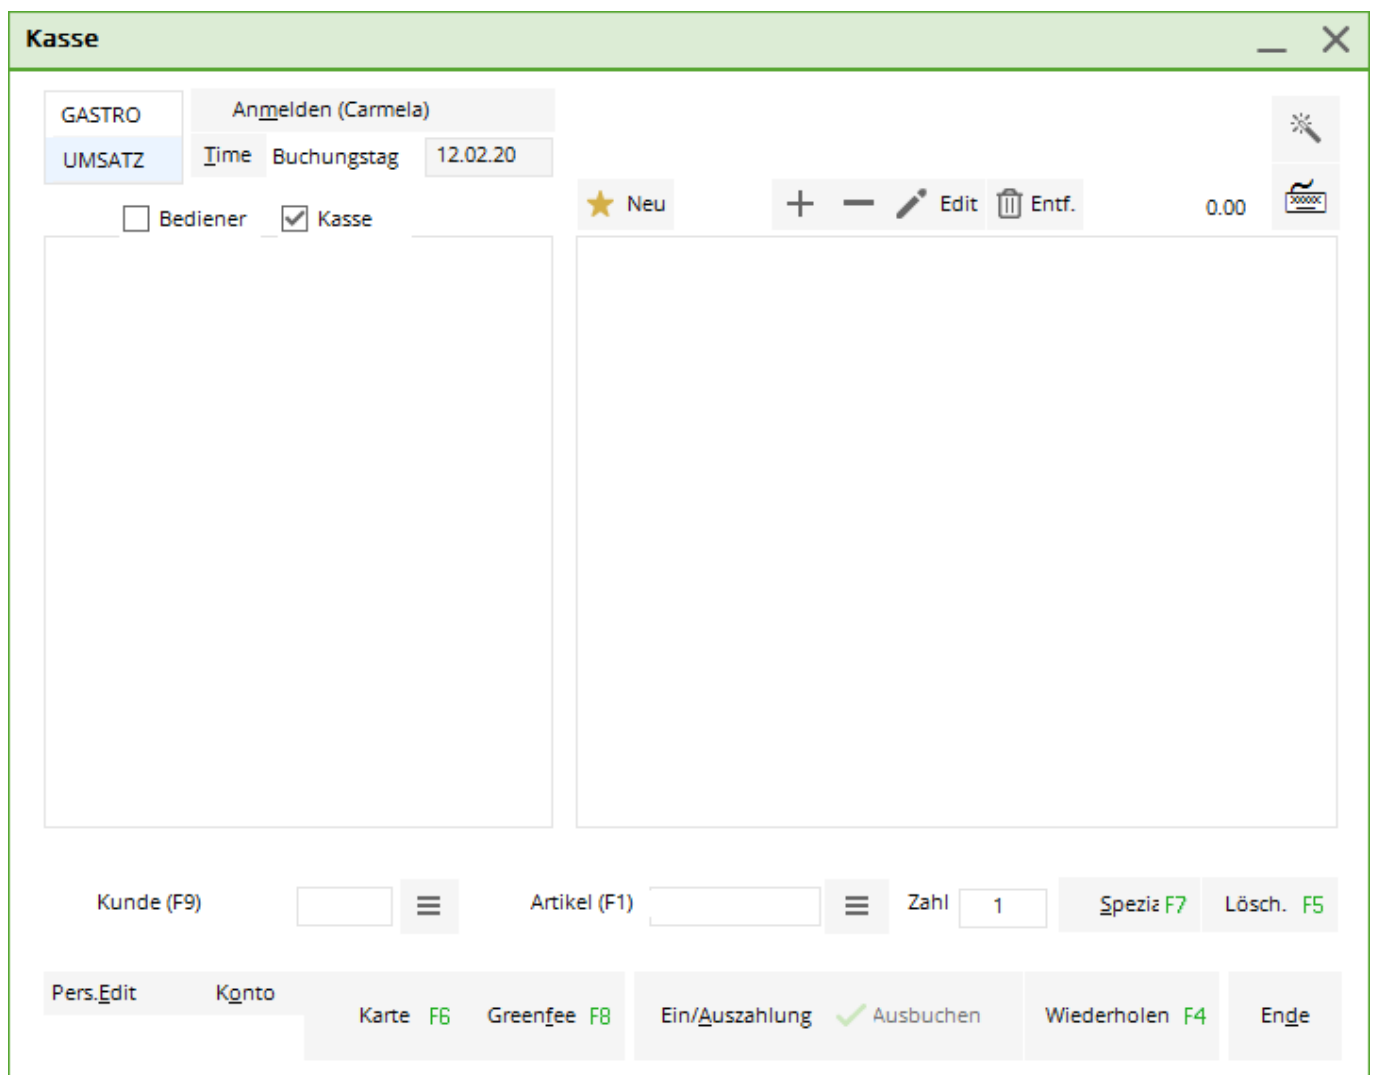 Kasse
GASTRO
Anmelden (Carmela)
UMSATZ
Time Buchungstag 12.02.20
Neu Edit Entf. 0.00
Bediener Kasse
Kunde (F9) Artikel (F1) Zahl 1 Spezia F7 Lösch. F5
Pers.Edit Konto
Karte F6 Greenfee F8 Ein/Auszahlung Ausbuchen Wiederholen F4 Ende